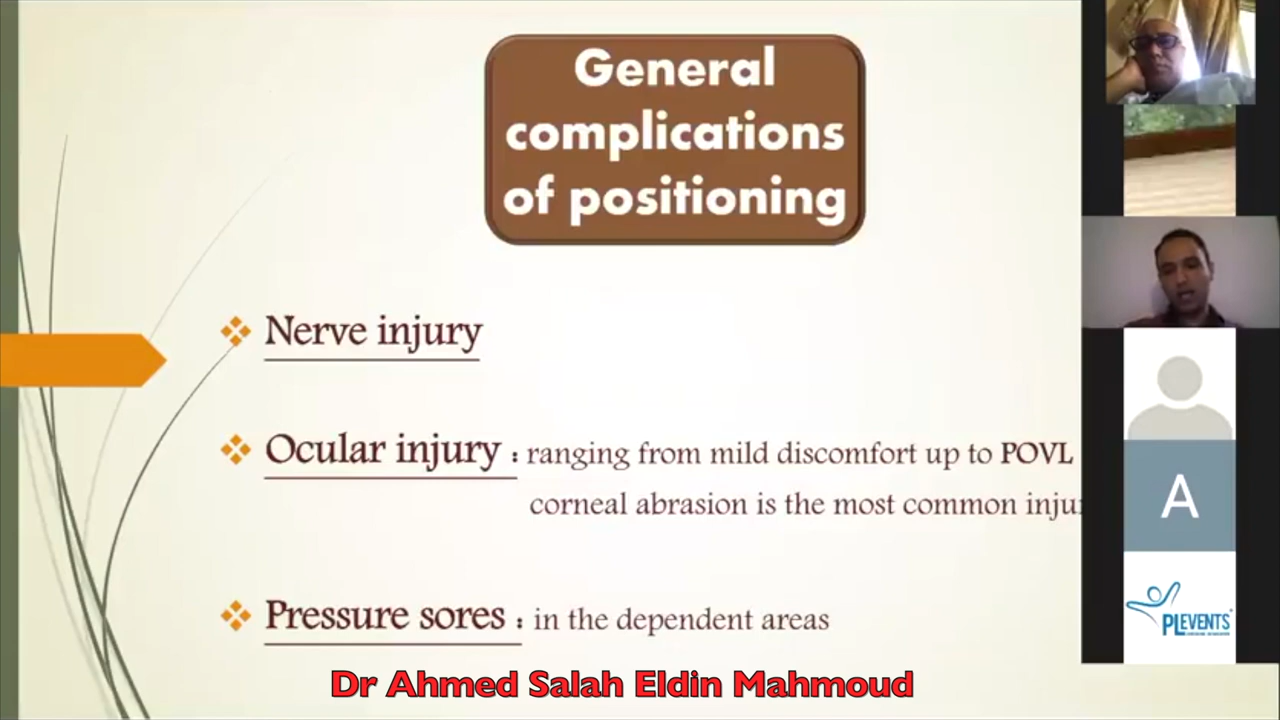 General
complications
of positioning
Nerve injury
Ocular injury : ranging from mild discomfort up to POVL
corneal abrasion is the most common
Pressure sores : in the dependent areas
A
PLEVENTS
Dr Ahmed Salah Eldin Mahmoud